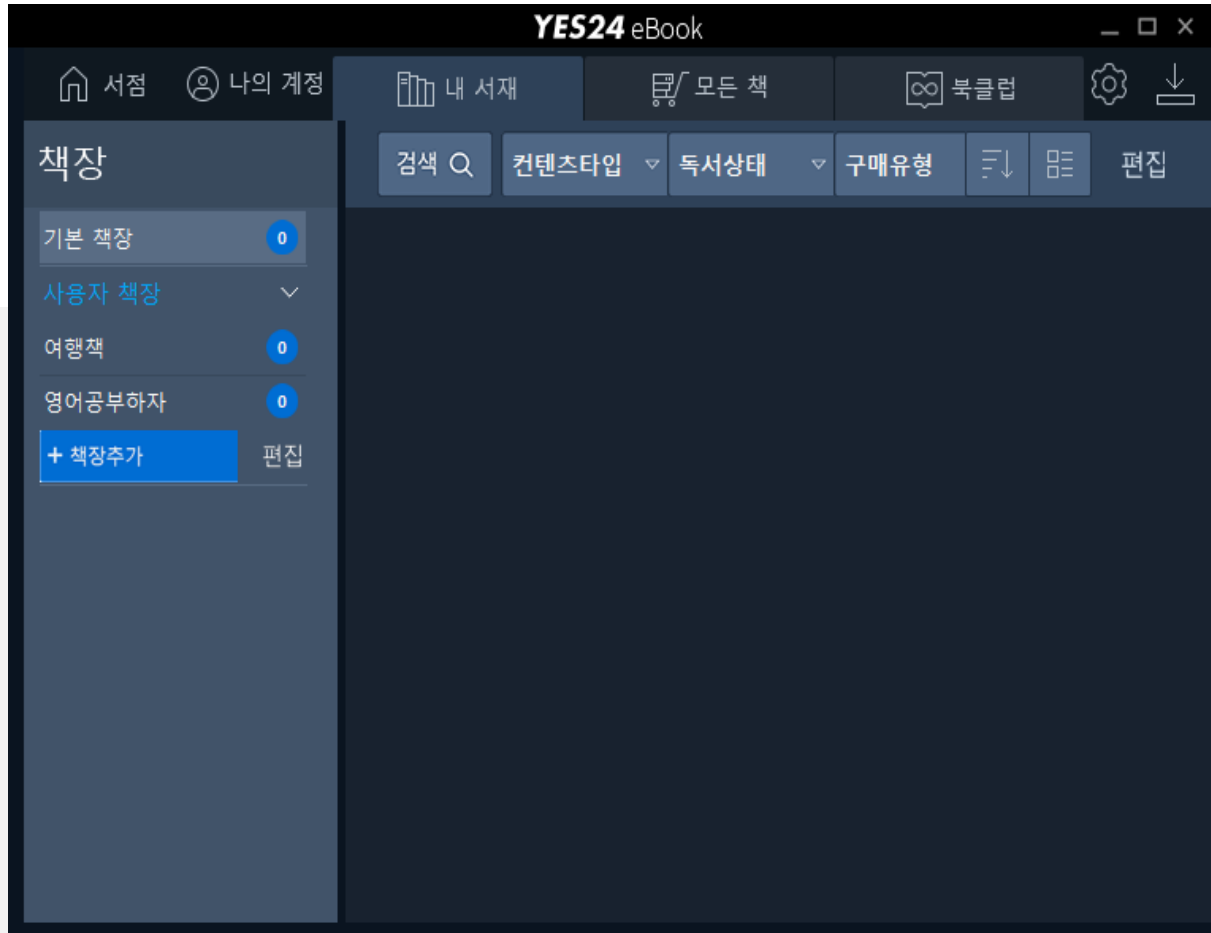 YES24 eBook
서점 나의 계정 내 서재 모든 책 북클럽
책장
검색 컨텐츠타입 독서상태 구매유형 편집
기본 책장 0
사용자 책장
여행책 0
영어공부하자 0
+ 책장추가 편집